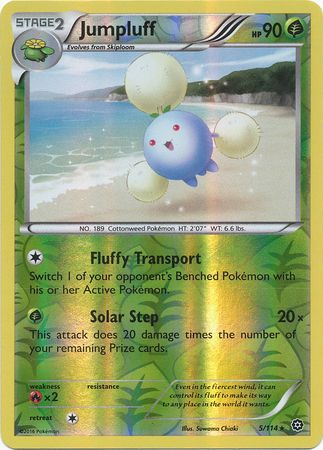 STAGE2
Jumpluff
HP 90
Evolves from Skiploom
NO. 189 Cottonweed Pokémon HT: 2'07" WT: 6.6 lbs.
Fluffy Transport
Switch 1 of your opponent's Benched Pokémon with
his or her Active Pokémon.
Solar Step 20×
This attack does 20 damage times the number of
your remaining Prize cards.
weakness resistance
×2
retreat
Even in the fiercest wind, it can
control its fluff to make its way
to any place in the world it wants.
©2016 Pokémon
Illus. Suwama Chiaki
5/114★